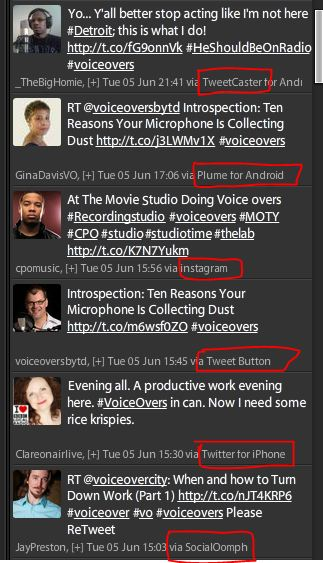 Yo... Y'all better stop acting like I'm not here
#Detroit; this is what I do!
http://t.co/fG9onnVk #HeShouldBeOnRadio
#voiceovers
_TheBigHomie, [+] Tue 05 Jun 21:41 via TweetCaster for Andr
RT @voiceoversbytd Introspection: Ten
Reasons Your Microphone Is Collecting
Dust http://t.co/j3LWMv1X #voiceovers
GinaDavisVO, [+] Tue 05 Jun 17:06 via Plume for Android
At The Movie Studio Doing Voice overs
#Recordingstudio #voiceovers #MOTY
#CPO #studio #studiotime #thelab
http://t.co/K7N7Yukm
cpomusic, [+] Tue 05 Jun 15:56 via instagram
Introspection: Ten Reasons Your
Microphone Is Collecting Dust
http://t.co/m6wsf0ZO #voiceovers
voiceoversbytd, [+] Tue 05 Jun 15:45 via Tweet Button
Evening all. A productive work evening
here. #VoiceOvers in can. Now I need some
rice krispies.
I ♥ BBC
Clareonairlive, [+] Tue 05 Jun 15:30 via Twitter for iPhone
RT @voiceovercity: When and how to Turn
Down Work (Part 1) http://t.co/nJT4KRP6
#voiceover #vo #voiceovers Please
ReTweet
JayPreston, [+] Tue 05 Jun 15:03 via SocialOomph